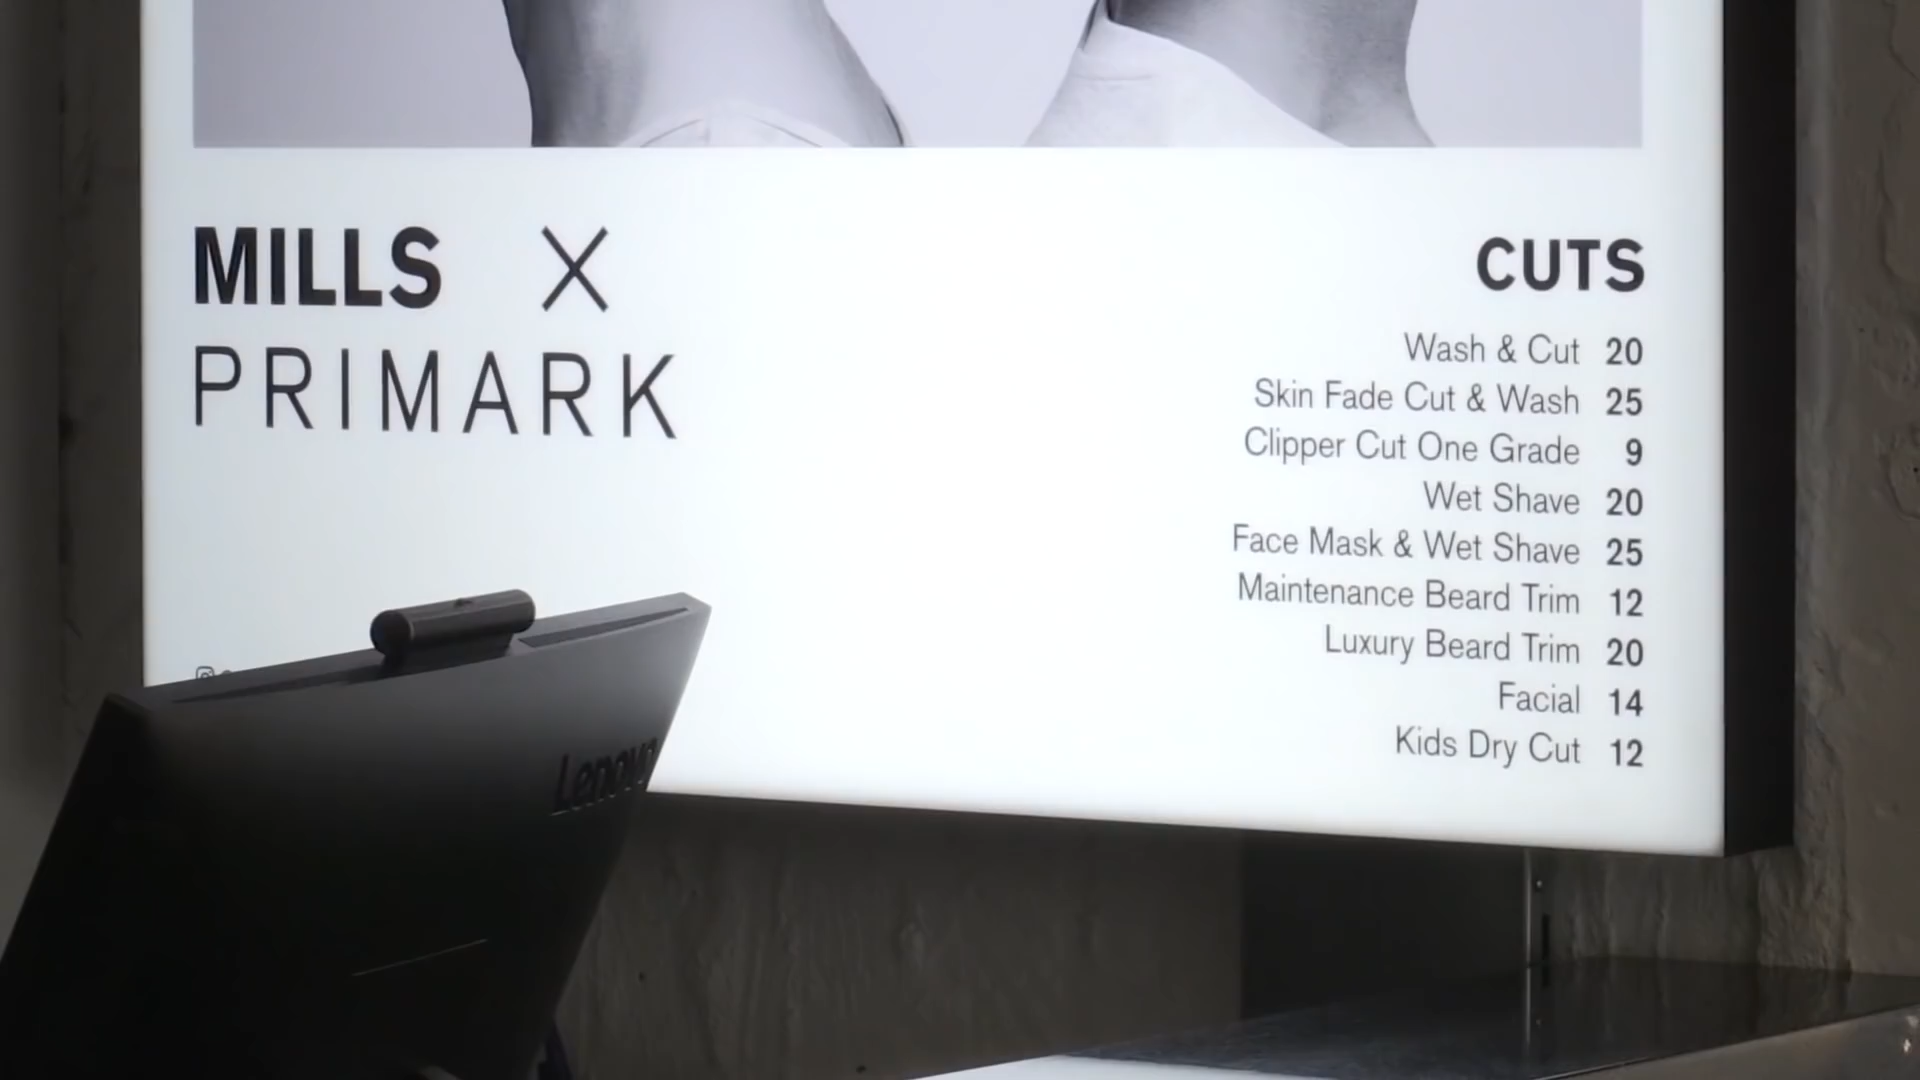 MILLS X
PRIMARK
CUTS
Wash & Cut 20
Skin Fade Cut & Wash 25
Clipper Cut One Grade 9
Wet Shave 20
Face Mask & Wet Shave 25
Maintenance Beard Trim 12
Luxury Beard Trim 20
Facial 14
Kids Dry Cut 12
Lenovo